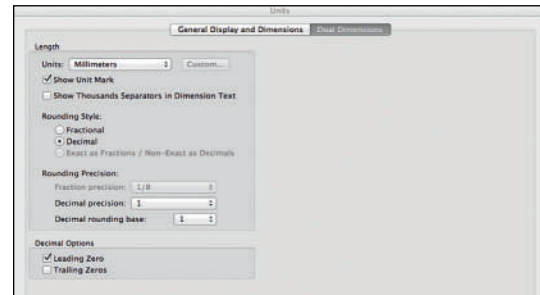 Units
General Display and Dimensions Dual Dimensions
Length
Units: Millimeters Custom...
Show Unit Mark
Show Thousands Separators in Dimension Text
Rounding Style:
Fractional
Decimal
Exact as Fractions / Non-Exact as Decimals
Rounding Precision:
Fraction precision: 1/8
Decimal precision: 1
Decimal rounding base: 1
Decimal Options
Leading Zero
Trailing Zeros